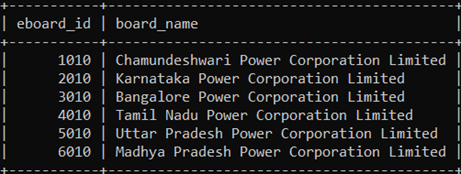 +-----------+---------------------------------------+
| eboard_id | board_name                            |
+-----------+---------------------------------------+
|      1010 | Chamundeshwari Power Corporation Limited |
|      2010 | Karnataka Power Corporation Limited |
|      3010 | Bangalore Power Corporation Limited |
|      4010 | Tamil Nadu Power Corporation Limited |
|      5010 | Uttar Pradesh Power Corporation Limited |
|      6010 | Madhya Pradesh Power Corporation Limited |
+-----------+---------------------------------------+